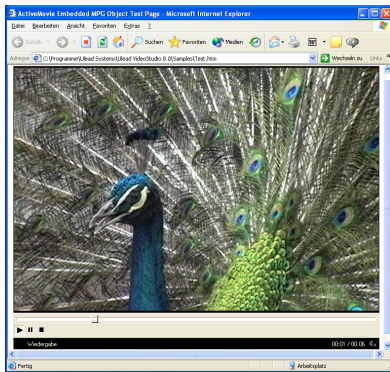 ActiveMovie Embedded MPG Object Test Page - Microsoft Internet Explorer
Datei Bearbeiten Ansicht Favoriten Extras ?
Zurück Suchen Favoriten Medien
Adresse C:\Programme\Ulead Systems\Ulead VideoStudio 8.0\Samples\Test.htm Wechseln zu Links »
Wiedergabe 00:01 / 00:06
Fertig Arbeitsplatz